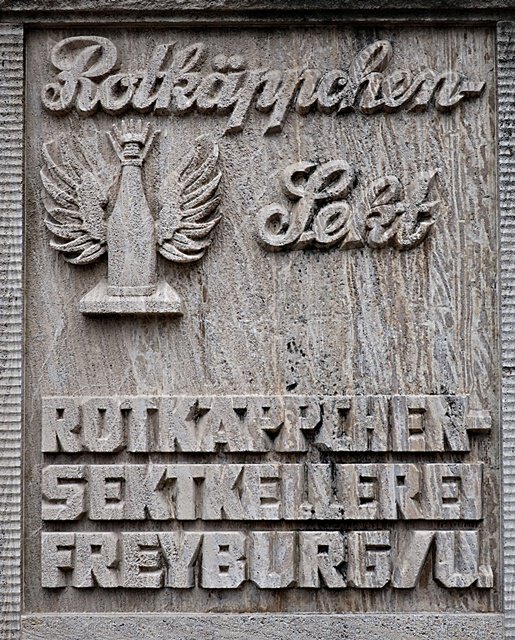 Rotkäppchen-
Sekt
ROTKÄPPCHEN-
SEKTKELLEREI
FREYBURG/U.